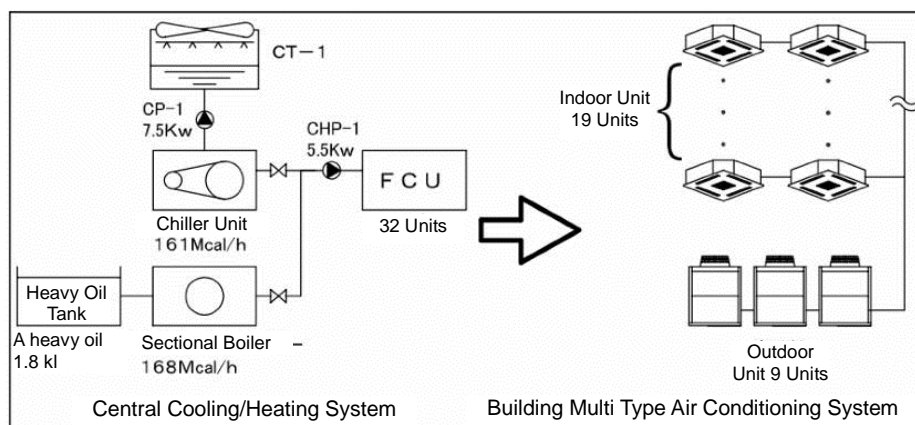 CT-1
CP-1
7.5Kw
CHP-1
5.5Kw
Chiller Unit
161Mcal/h
FCU
32 Units
Heavy Oil
Tank
A heavy oil
1.8 kl
Sectional Boiler
168Mcal/h
Central Cooling/Heating System
Indoor Unit
19 Units
Outdoor
Unit 9 Units
Building Multi Type Air Conditioning System